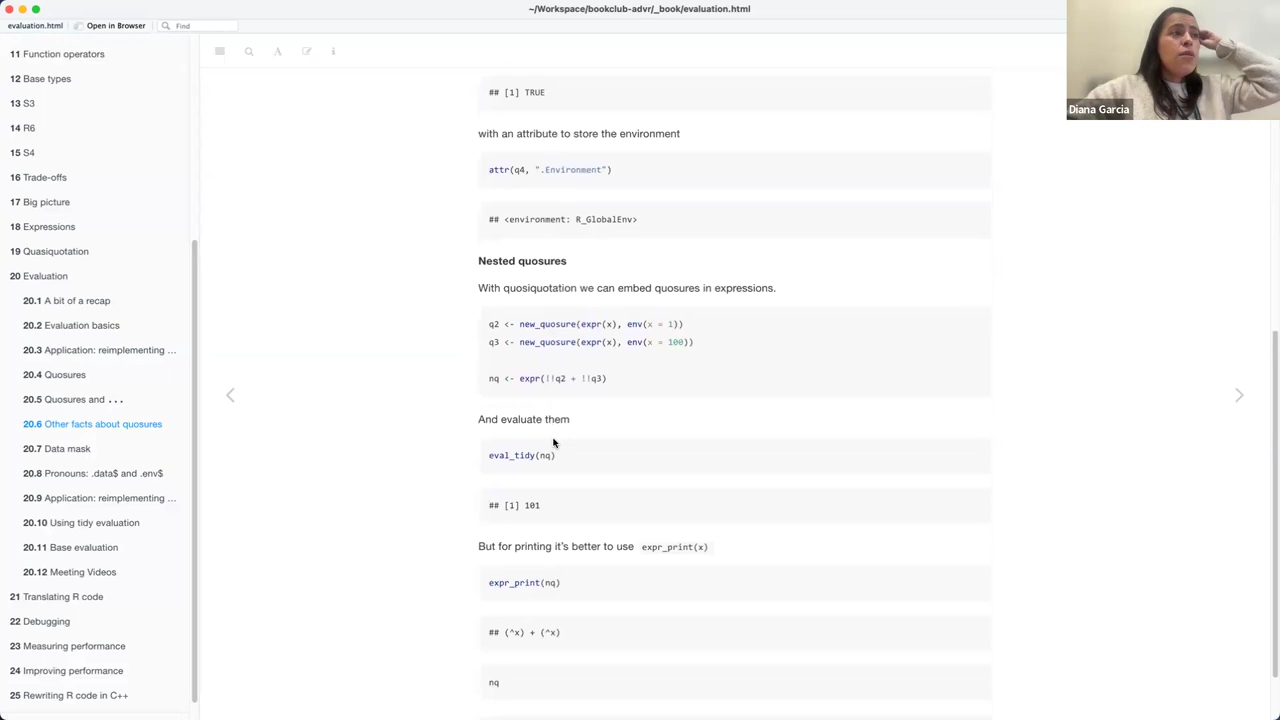 ~/Workspace/bookclub-advr/_book/evaluation.html
evaluation.html
Open in Browser
Find
11 Function operators
12 Base types
13 S3
14 R6
15 S4
16 Trade-offs
17 Big picture
18 Expressions
19 Quasiquotation
20 Evaluation
20.1 A bit of a recap
20.2 Evaluation basics
20.3 Application: reimplementing ...
20.4 Quosures
20.5 Quosures and ...
20.6 Other facts about quosures
20.7 Data mask
20.8 Pronouns: .data$ and .env$
20.9 Application: reimplementing ...
20.10 Using tidy evaluation
20.11 Base evaluation
20.12 Meeting Videos
21 Translating R code
22 Debugging
23 Measuring performance
24 Improving performance
25 Rewriting R code in C++
## [1] TRUE
with an attribute to store the environment
attr(q4, ".Environment")
## <environment: R_GlobalEnv>
Nested quosures
With quosiquotation we can embed quosures in expressions.
q2 <- new_quosure(expr(x), env(x = 1))
q3 <- new_quosure(expr(x), env(x = 100))
nq <- expr(!!q2 + !!q3)
And evaluate them
eval_tidy(nq)
## [1] 101
But for printing it's better to use expr_print(x)
expr_print(nq)
## (^x) + (^x)
nq
Diana Garcia